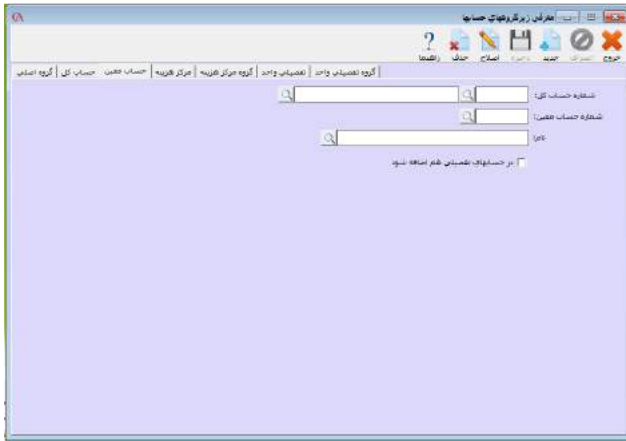 معرفی زیرگروههای حسابها
خروج انصراف جدید ذخیره اصلاح حذف راهنما
گروه اصلی حساب کل حساب معین مرکز هزینه گروه مرکز هزینه تفصیلی واحد گروه تفصیلی واحد
شماره حساب کل:
شماره حساب معین:
نام:
در حسابهای تفصیلی هم اضافه شود